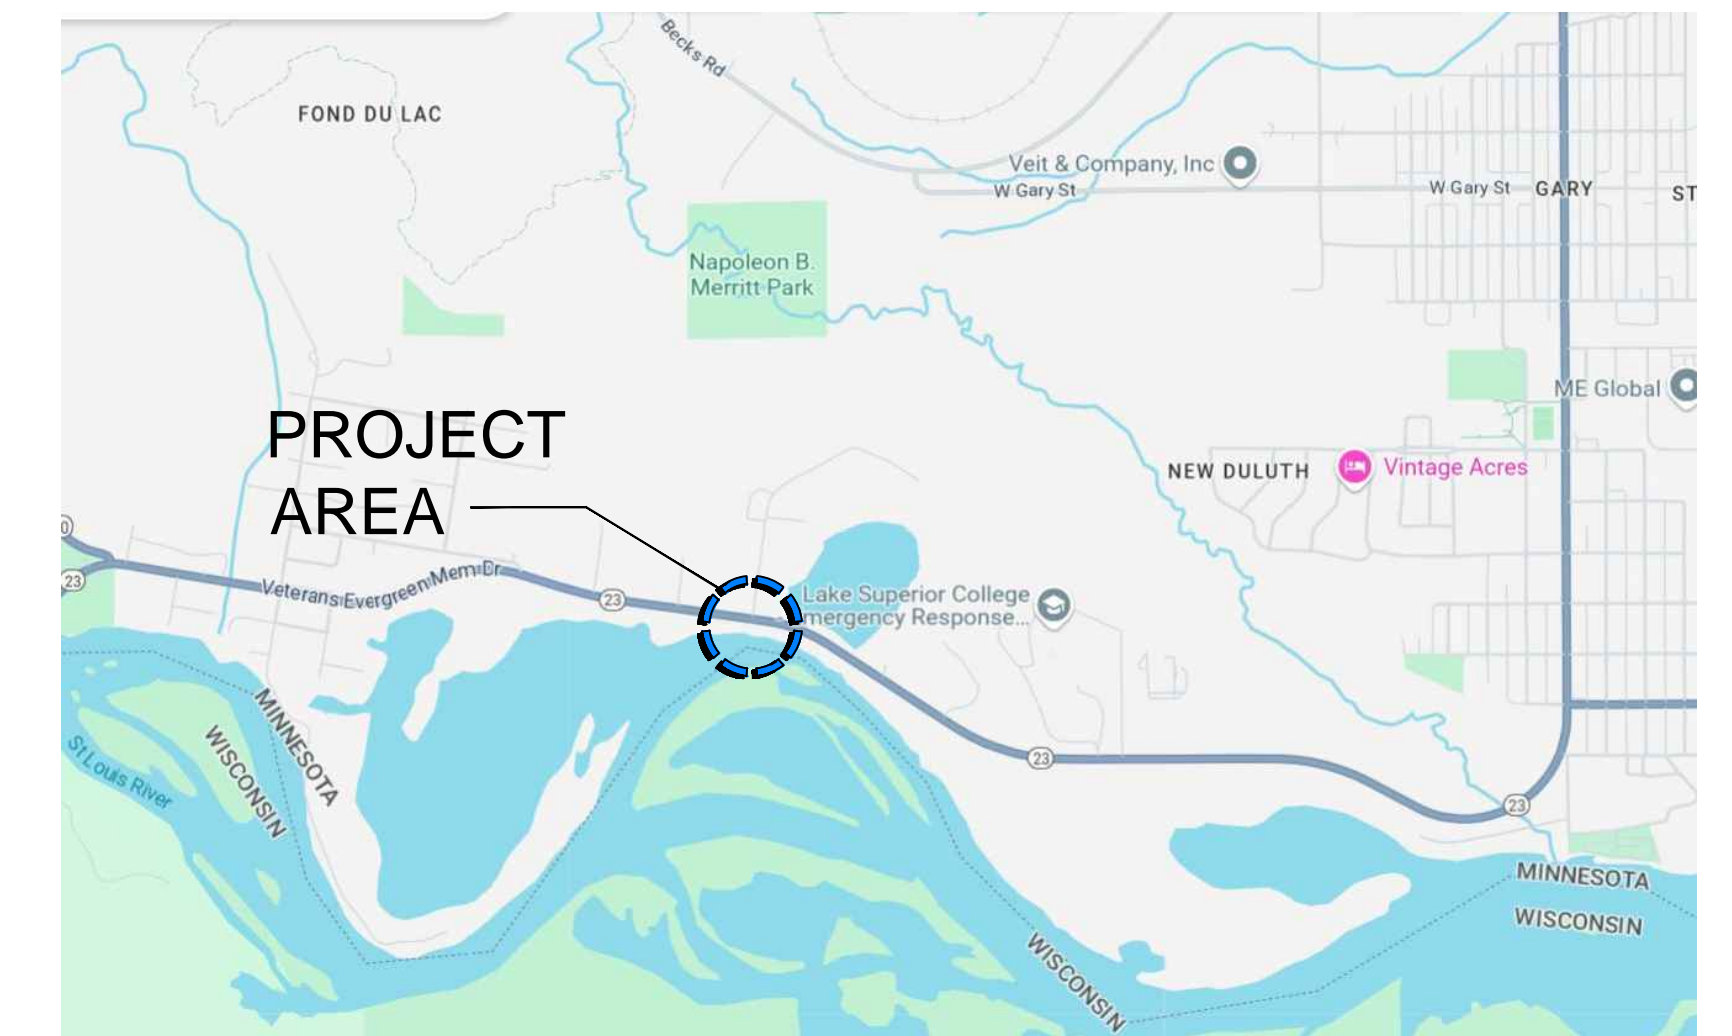 Becks Rd
FOND DU LAC
Veit & Company, Inc
W Gary St
W Gary St
GARY
ST
Napoleon B.
Merritt Park
ME Global
PROJECT
AREA
NEW DULUTH
Vintage Acres
23
Veterans Evergreen Mem Dr
23
Lake Superior College
mergency Response...
MINNESOTA
WISCONSIN
St Louis River
23
23
MINNESOTA
WISCONSIN
WISCONSIN